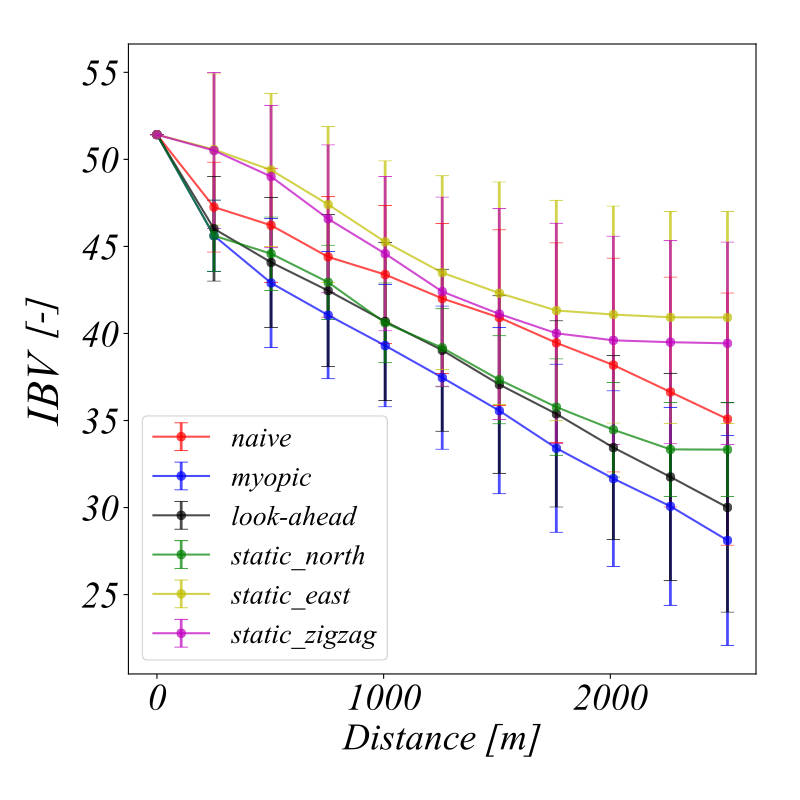 55
50
45
40
35
30
25
IBV [-]
naive
myopic
look-ahead
static_north
static_east
static_zigzag
0 1000 2000
Distance [m]